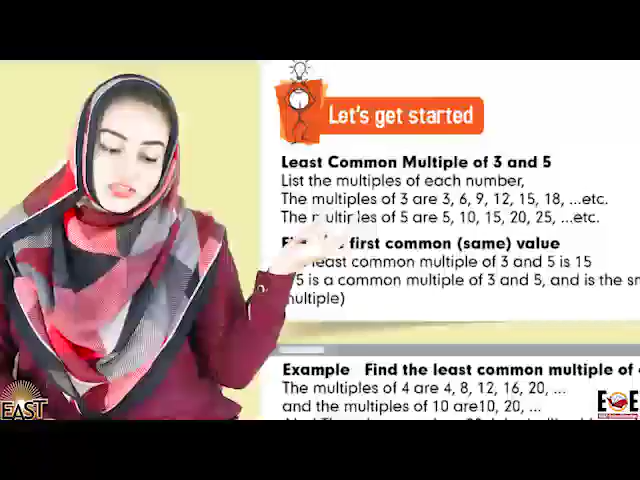 Let's get started
Least Common Multiple of 3 and 5
List the multiples of each number,
The multiples of 3 are 3, 6, 9, 12, 15, 18, ...etc.
The multiples of 5 are 5, 10, 15, 20, 25, ...etc.
first common (same) value
least common multiple of 3 and 5 is 15
5 is a common multiple of 3 and 5, and is the
multiple)
Example Find the least common multiple of
The multiples of 4 are 4, 8, 12, 16, 20, ...
and the multiples of 10 are10, 20, ...
EAST